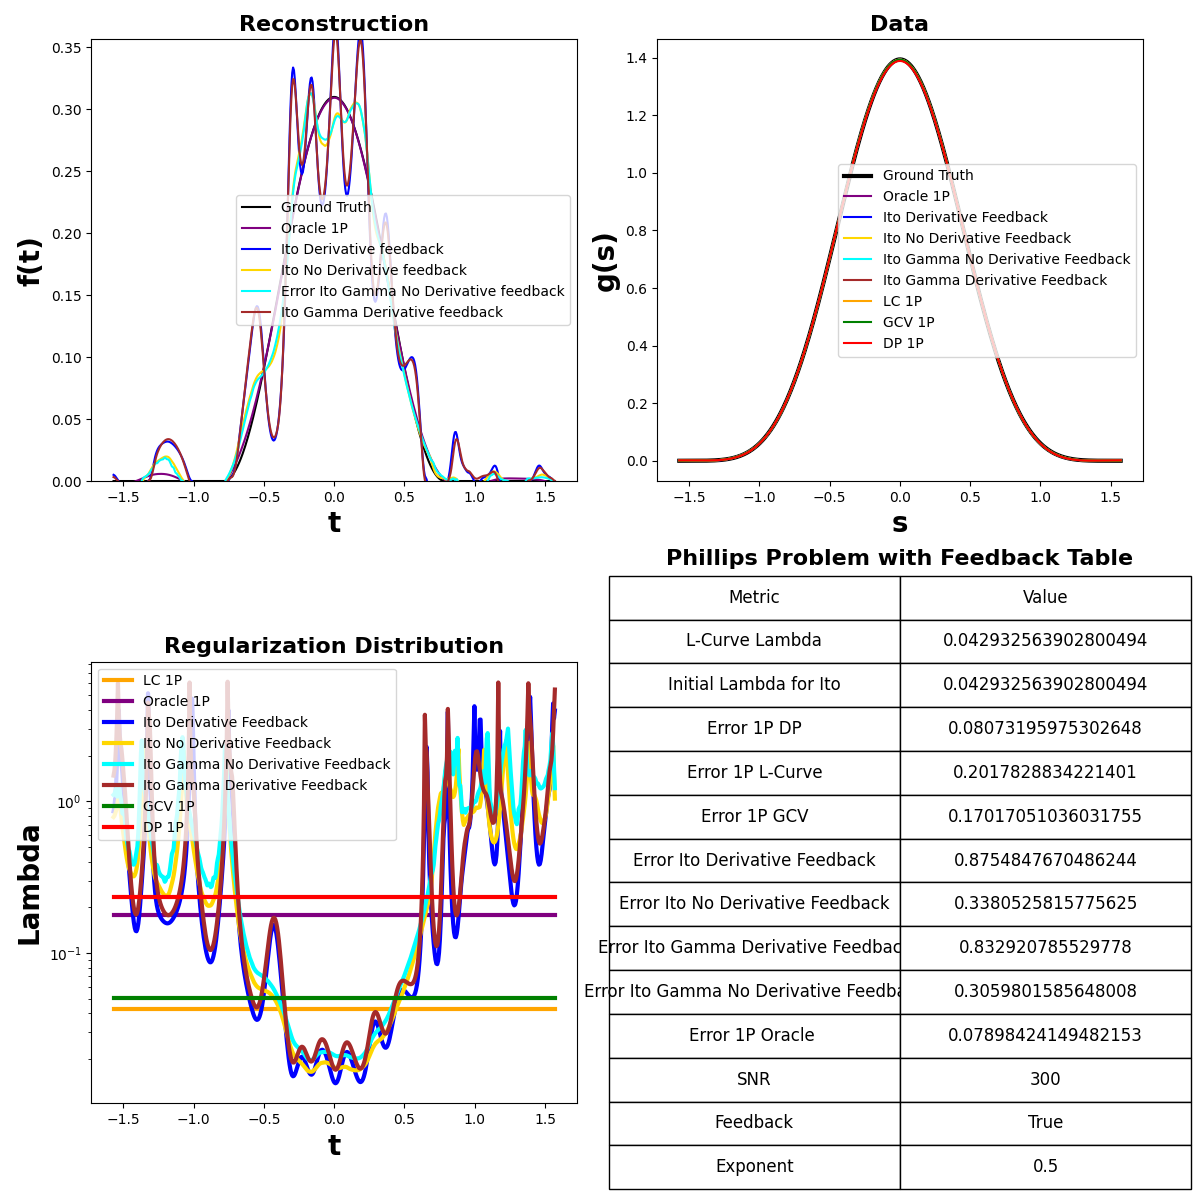 Reconstruction
f(t)
0.35
0.30
0.25
0.20
0.15
0.10
0.05
0.00
−1.5 −1.0 −0.5 0.0 0.5 1.0 1.5
t
Ground Truth
Oracle 1P
Ito Derivative feedback
Ito No Derivative feedback
Error Ito Gamma No Derivative feedback
Ito Gamma Derivative feedback
Data
g(s)
1.4
1.2
1.0
0.8
0.6
0.4
0.2
0.0
−1.5 −1.0 −0.5 0.0 0.5 1.0 1.5
s
Ground Truth
Oracle 1P
Ito Derivative Feedback
Ito No Derivative Feedback
Ito Gamma No Derivative Feedback
Ito Gamma Derivative Feedback
LC 1P
GCV 1P
DP 1P
Regularization Distribution
Lambda
10⁰
10⁻¹
−1.5 −1.0 −0.5 0.0 0.5 1.0 1.5
t
LC 1P
Oracle 1P
Ito Derivative Feedback
Ito No Derivative Feedback
Ito Gamma No Derivative Feedback
Ito Gamma Derivative Feedback
GCV 1P
DP 1P
Phillips Problem with Feedback Table
Metric Value
L-Curve Lambda 0.042932563902800494
Initial Lambda for Ito 0.042932563902800494
Error 1P DP 0.08073195975302648
Error 1P L-Curve 0.2017828834221401
Error 1P GCV 0.17017051036031755
Error Ito Derivative Feedback 0.8754847670486244
Error Ito No Derivative Feedback 0.3380525815775625
Error Ito Gamma Derivative Feedbac 0.832920785529778
Error Ito Gamma No Derivative Feedba 0.3059801585648008
Error 1P Oracle 0.07898424149482153
SNR 300
Feedback True
Exponent 0.5